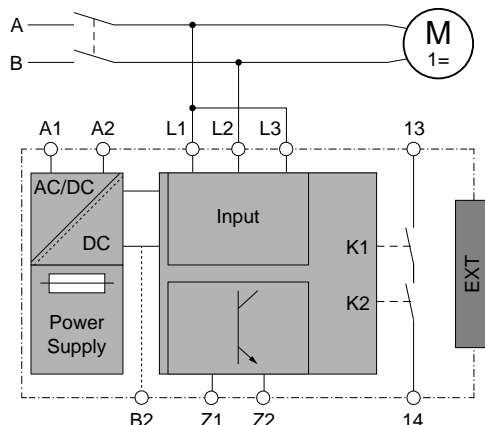 A
M
1=
B
A1 A2 L1 L2 L3 13
AC/DC
DC
Input
K1
K2
EXT
Power
Supply
B2 Z1 Z2 14